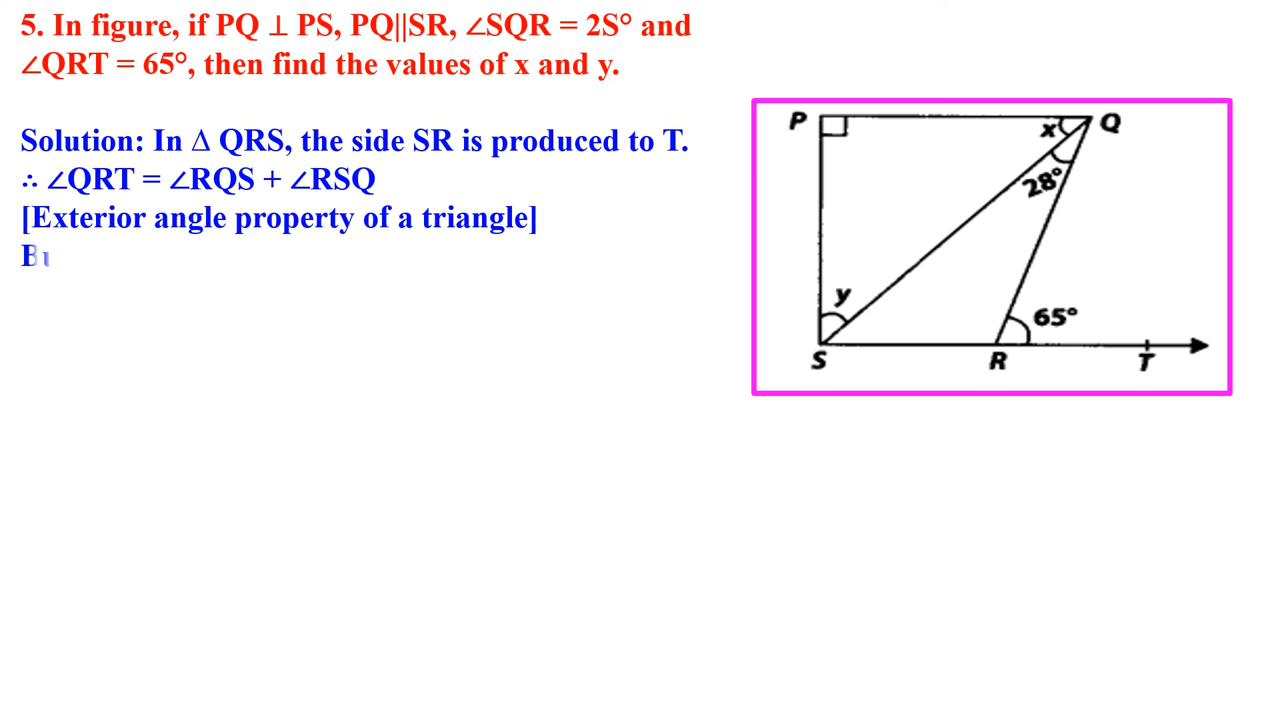 5. In figure, if PQ ⊥ PS, PQ||SR, ∠SQR = 2S° and
∠QRT = 65°, then find the values of x and y.
Solution: In Δ QRS, the side SR is produced to T.
∴ ∠QRT = ∠RQS + ∠RSQ
[Exterior angle property of a triangle]
P
x
Q
28°
y
65°
S
R
T